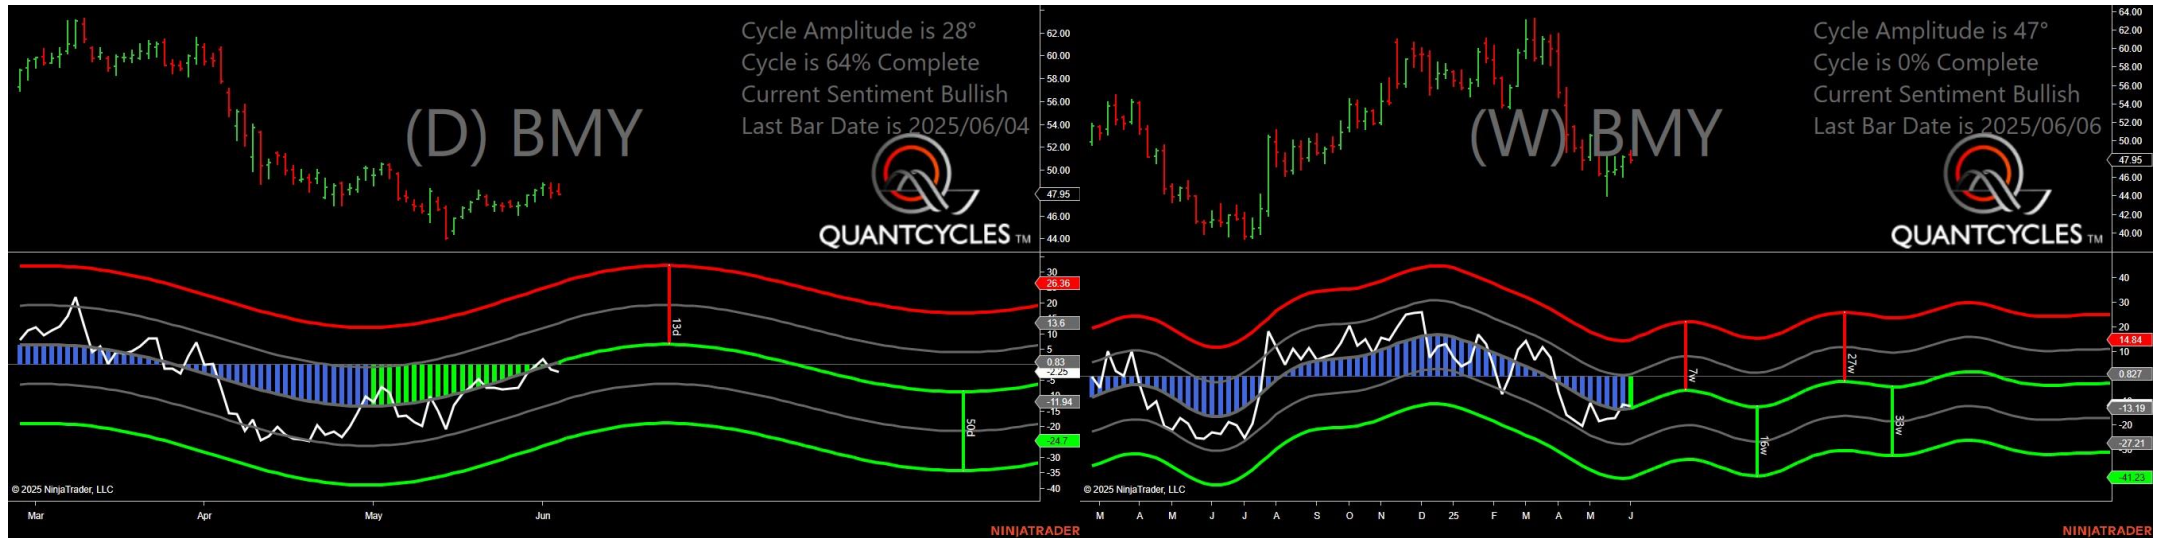 Cycle Amplitude is 28°
Cycle is 64% Complete
Current Sentiment Bullish
Last Bar Date is 2025/06/04
(D) BMY
QUANTCYCLES TM
62.00
60.00
58.00
56.00
54.00
52.00
50.00
47.95
46.00
44.00
30
26.36
20
13.6
10
5
0.83
-2.25
-5
-11.94
-15
-20
-24.7
-30
-35
-40
13d
50d
© 2025 NinjaTrader, LLC
Mar Apr May Jun
NINJATRADER
Cycle Amplitude is 47°
Cycle is 0% Complete
Current Sentiment Bullish
Last Bar Date is 2025/06/06
(W) BMY
QUANTCYCLES TM
64.00
62.00
60.00
58.00
56.00
54.00
52.00
50.00
47.95
46.00
44.00
42.00
40.00
40
30
20
14.84
10
0.827
-13.19
-20
-27.21
-41.23
7w
16w
27w
33w
© 2025 NinjaTrader, LLC
M A M J J A S O N D 25 F M A M J
NINJATRADER